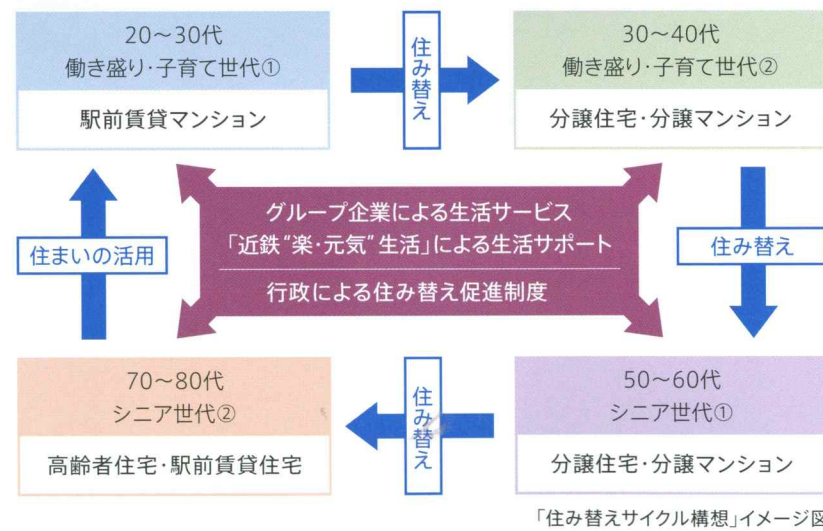 20～30代
働き盛り・子育て世代①
駅前賃貸マンション
住み替え
30～40代
働き盛り・子育て世代②
分譲住宅・分譲マンション
住まいの活用
グループ企業による生活サービス
「近鉄“楽・元気”生活」による生活サポート
行政による住み替え促進制度
住み替え
70～80代
シニア世代②
高齢者住宅・駅前賃貸住宅
住み替え
50～60代
シニア世代①
分譲住宅・分譲マンション
「住み替えサイクル構想」イメージ図